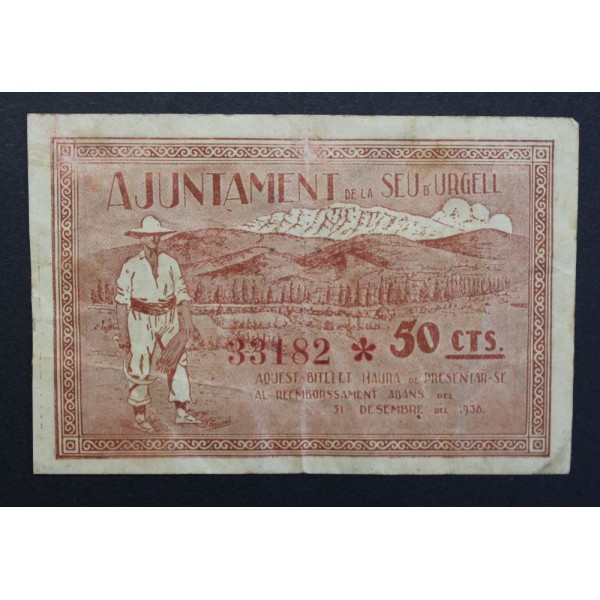 AJUNTAMENT DE LA SEU D'URGELL
33182 * 50 CTS.
AQUEST BITLLET HAURÀ DE PRESENTAR-SE
AL REEMBORSSAMENT ABANS DEL
31 DESEMBRE DEL 1938.